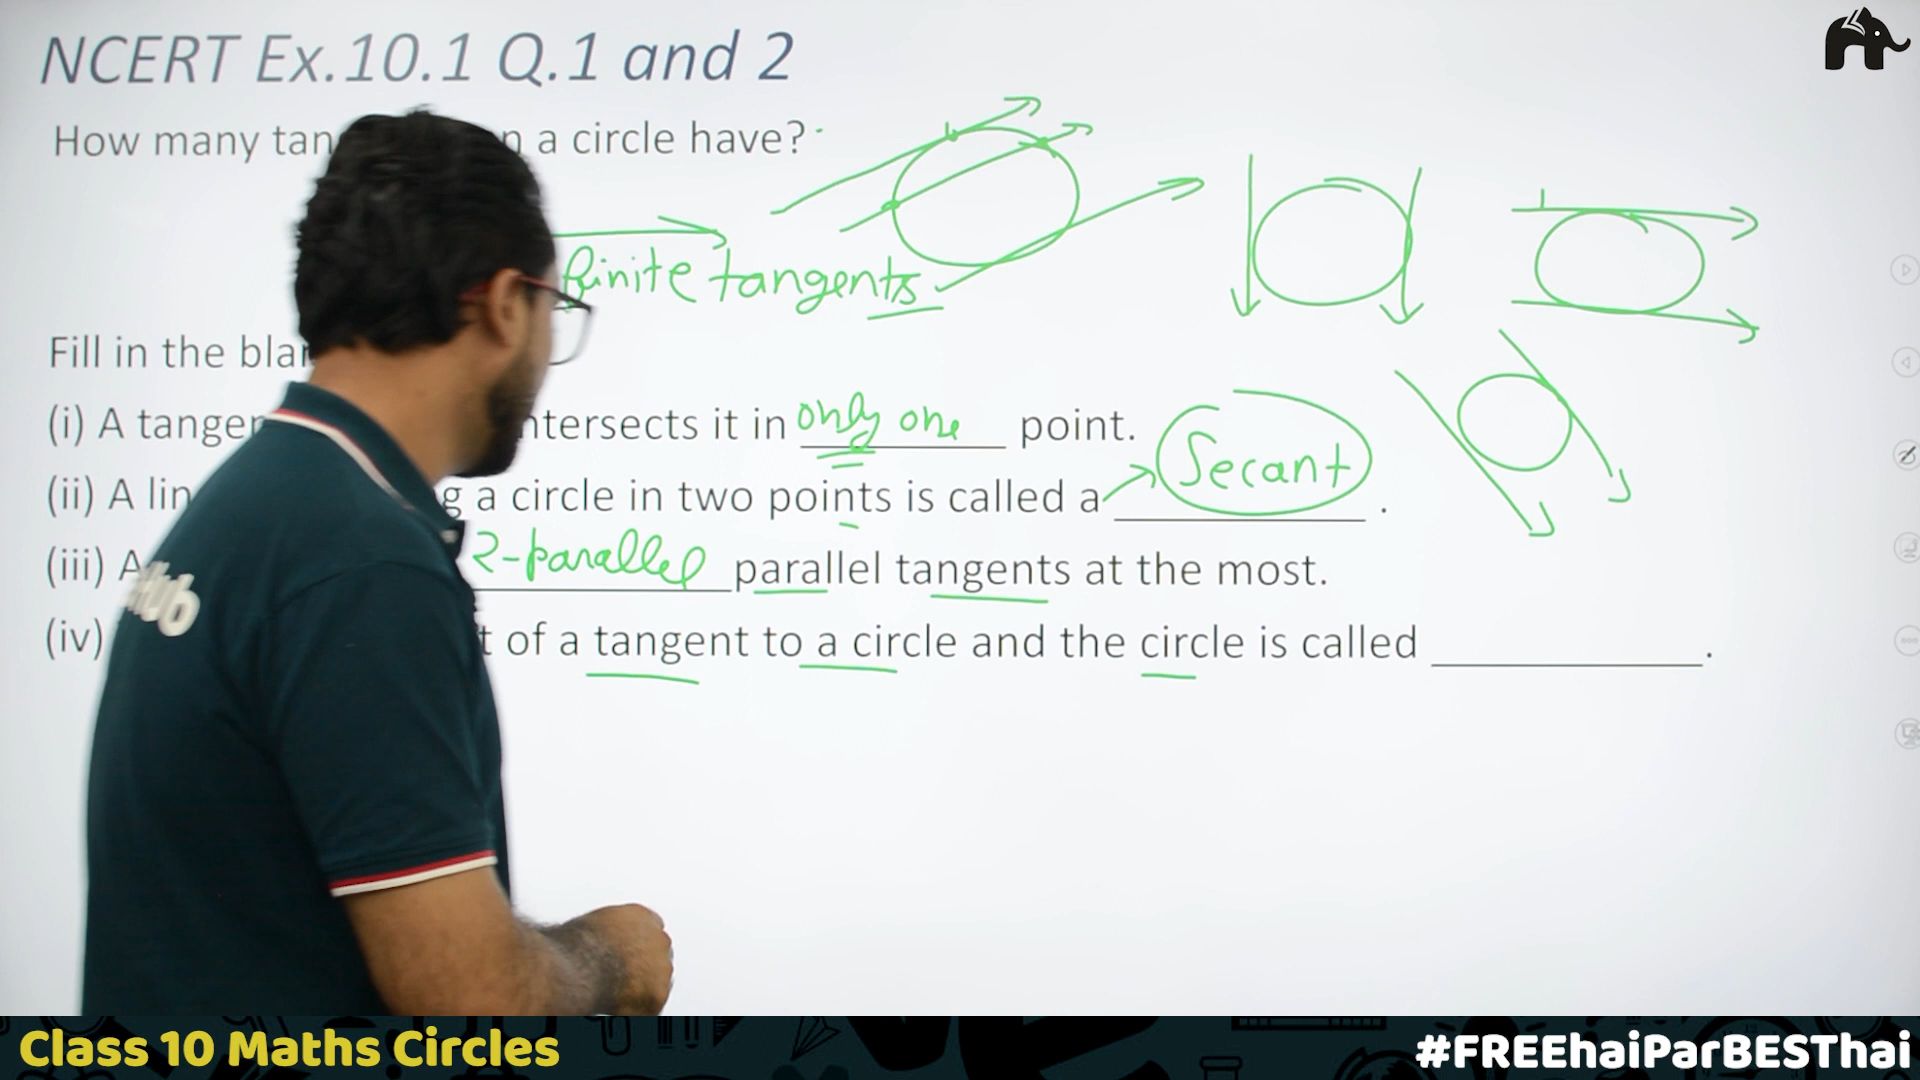 NCERT Ex.10.1 Q.1 and 2
How many tan a circle have?
finite tangents
Fill in the bla
(i) A tange ntersects it in only one point.
(ii) A lin g a circle in two points is called a Secant .
(iii) A 2-parallel parallel tangents at the most.
(iv) t of a tangent to a circle and the circle is called ____________.
Hub
Class 10 Maths Circles
#FREEhaiParBESThai